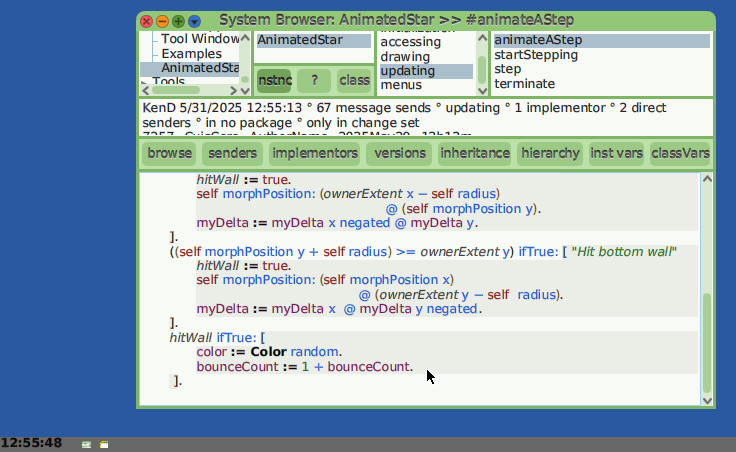 System Browser: AnimatedStar >> #animateAStep
Tool Window
Examples
AnimatedSta
Tools
AnimatedStar
instnc
?
class
initialization
accessing
drawing
updating
menus
animateAStep
startStepping
step
terminate
KenD 5/31/2025 12:55:13 ° 67 message sends ° updating ° 1 implementor ° 2 direct
senders ° in no package ° only in change set
browse senders implementors versions inheritance hierarchy inst vars classVars
hitWall := true.
self morphPosition: (ownerExtent x − self radius)
@ (self morphPosition y).
myDelta := myDelta x negated @ myDelta y.
].
((self morphPosition y + self radius) >= ownerExtent y) ifTrue: [ "Hit bottom wall"
hitWall := true.
self morphPosition: (self morphPosition x)
@ (ownerExtent y − self radius).
myDelta := myDelta x @ myDelta y negated.
].
hitWall ifTrue: [
color := Color random.
bounceCount := 1 + bounceCount.
].
12:55:48